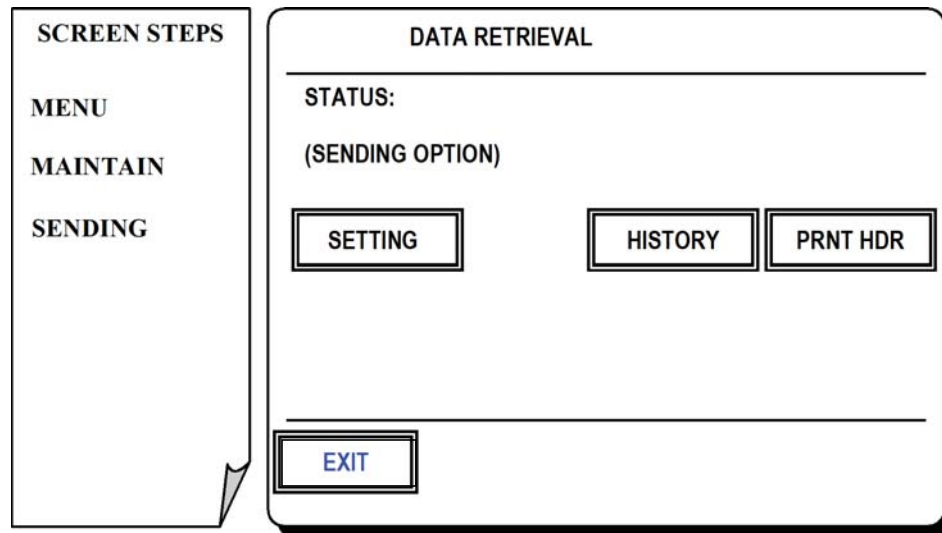 SCREEN STEPS
MENU
MAINTAIN
SENDING
DATA RETRIEVAL
STATUS:
(SENDING OPTION)
SETTING HISTORY PRNT HDR
EXIT